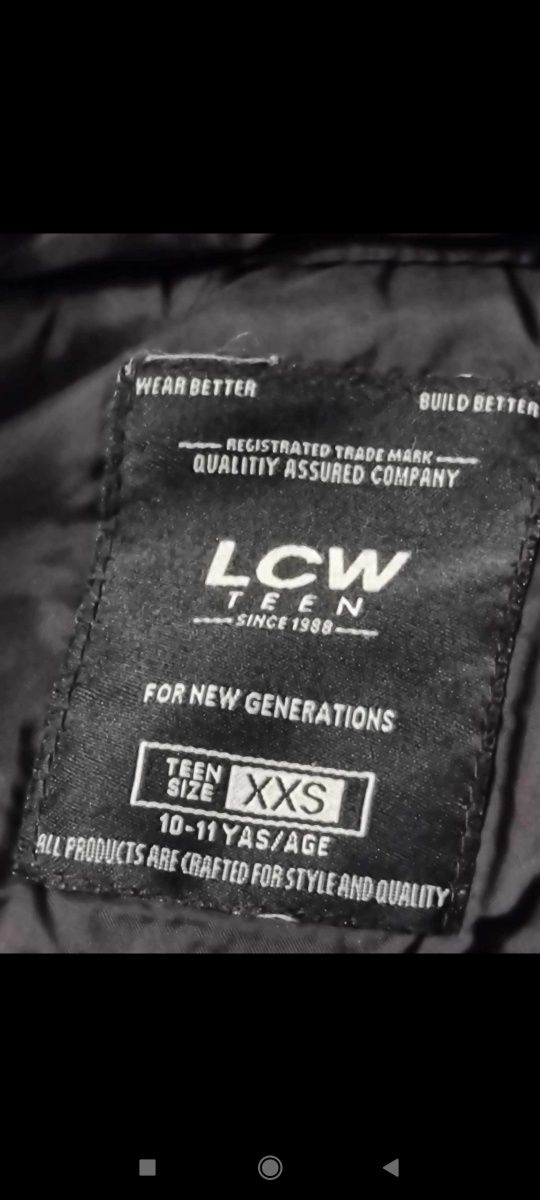 WEAR BETTER
BUILD BETTER
REGISTRATED TRADE MARK
QUALITIY ASSURED COMPANY
LCW
TEEN
SINCE 1988
FOR NEW GENERATIONS
TEEN SIZE XXS
10-11 YAS/AGE
ALL PRODUCTS ARE CRAFTED FOR STYLE AND QUALITY